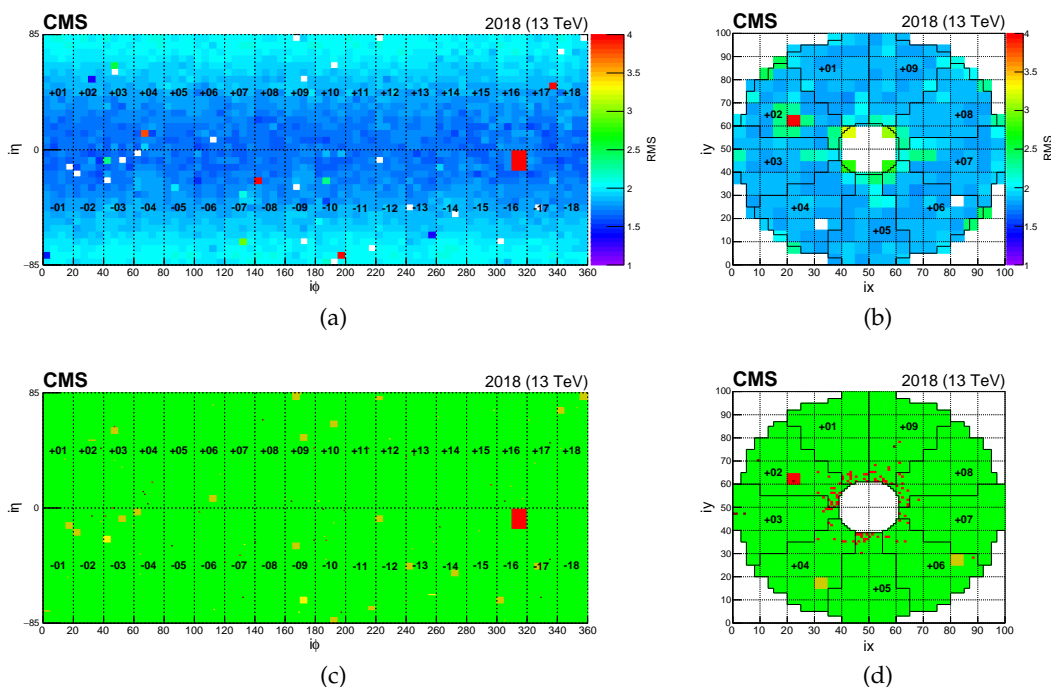 CMS 2018 (13 TeV)
85
+01 +02 +03 +04 +05 +06 +07 +08 +09 +10 +11 +12 +13 +14 +15 +16 +17 +18
iη
0
-01 -02 -03 -04 -05 -06 -07 -08 -09 -10 -11 -12 -13 -14 -15 -16 -17 -18
−85
0 20 40 60 80 100 120 140 160 180 200 220 240 260 280 300 320 340 360
iϕ
4
3.5
3
2.5
2
1.5
1
RMS
(a)
CMS 2018 (13 TeV)
100
90
80
70
60
50
40
30
20
10
0
iy
+01 +09
+02 +08
+03 +07
+04 +06
+05
0 10 20 30 40 50 60 70 80 90 100
ix
4
3.5
3
2.5
2
1.5
1
RMS
(b)
CMS 2018 (13 TeV)
85
+01 +02 +03 +04 +05 +06 +07 +08 +09 +10 +11 +12 +13 +14 +15 +16 +17 +18
iη
0
-01 -02 -03 -04 -05 -06 -07 -08 -09 -10 -11 -12 -13 -14 -15 -16 -17 -18
−85
0 20 40 60 80 100 120 140 160 180 200 220 240 260 280 300 320 340 360
iϕ
(c)
CMS 2018 (13 TeV)
100
90
80
70
60
50
40
30
20
10
0
iy
+01 +09
+02 +08
+03 +07
+04 +06
+05
0 10 20 30 40 50 60 70 80 90 100
ix
(d)